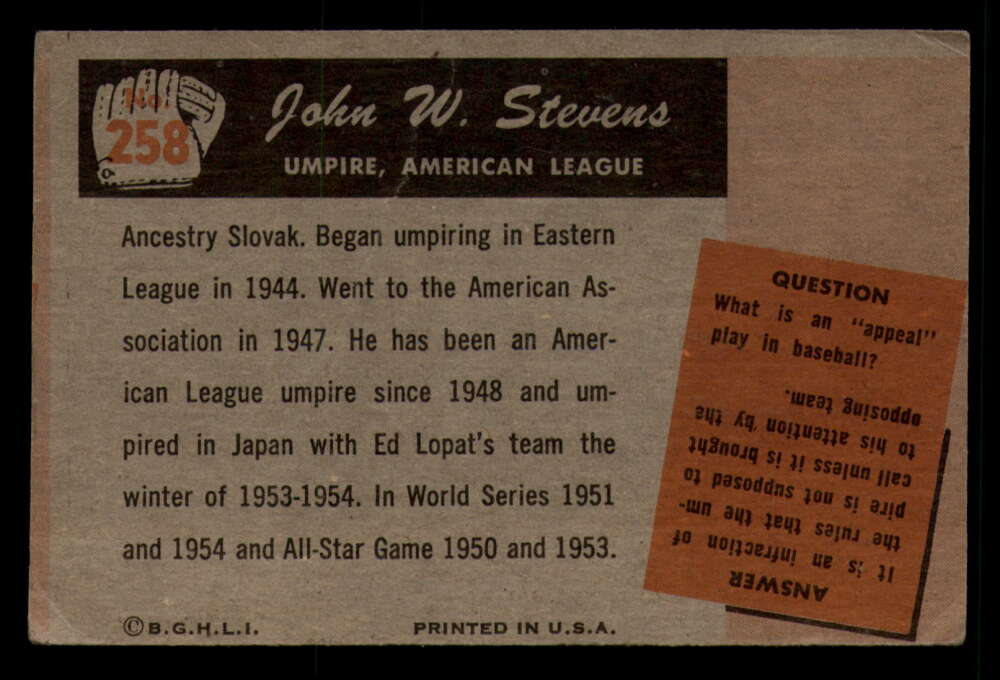 No.
258
John W. Stevens
UMPIRE, AMERICAN LEAGUE
Ancestry Slovak. Began umpiring in Eastern
League in 1944. Went to the American As-
sociation in 1947. He has been an Amer-
ican League umpire since 1948 and um-
pired in Japan with Ed Lopat's team the
winter of 1953-1954. In World Series 1951
and 1954 and All-Star Game 1950 and 1953.
©B.G.H.L.I.
PRINTED IN U.S.A.
QUESTION
What is an "appeal"
play in baseball?
ANSWER
It is an infraction of
the rules that the um-
pire is not supposed to
call unless it is brought
to his attention by the
opposing team.